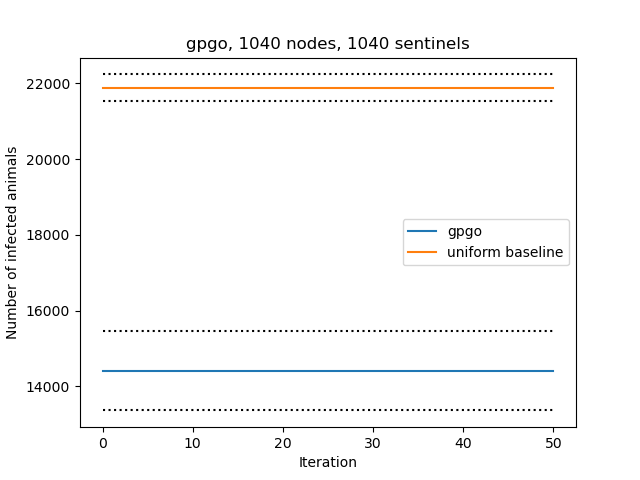 gpgo, 1040 nodes, 1040 sentinels
22000
20000
18000
16000
14000
Number of infected animals
gpgo
uniform baseline
0 10 20 30 40 50
Iteration